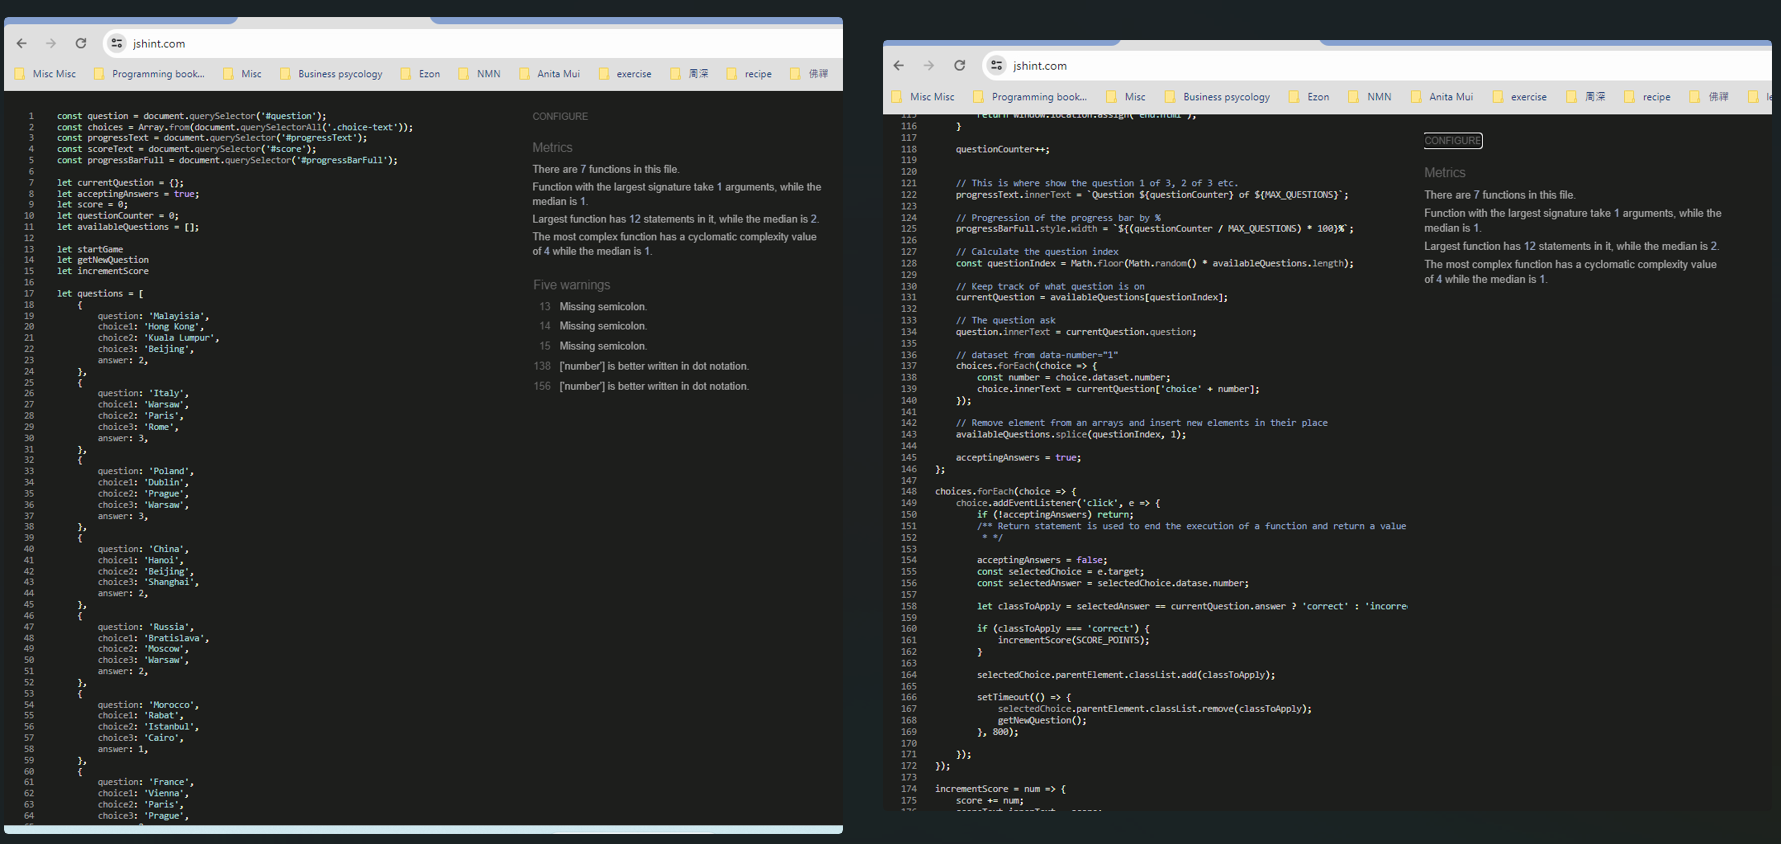 jshint.com
Misc Misc
Programming book...
Misc
Business psycology
Ezon
NMN
Anita Mui
exercise
周深
recipe
佛禪
1 const question = document.querySelector('#question');
2 const choices = Array.from(document.querySelectorAll('.choice-text'));
3 const progressText = document.querySelector('#progressText');
4 const scoreText = document.querySelector('#score');
5 const progressBarFull = document.querySelector('#progressBarFull');
6
7 let currentQuestion = {};
8 let acceptingAnswers = true;
9 let score = 0;
10 let questionCounter = 0;
11 let availableQuestions = [];
12
13 let startGame
14 let getNewQuestion
15 let incrementScore
16
17 let questions = [
18 {
19 question: 'Malayisia',
20 choice1: 'Hong Kong',
21 choice2: 'Kuala Lumpur',
22 choice3: 'Beijing',
23 answer: 2,
24 },
25 {
26 question: 'Italy',
27 choice1: 'Warsaw',
28 choice2: 'Paris',
29 choice3: 'Rome',
30 answer: 3,
31 },
32 {
33 question: 'Poland',
34 choice1: 'Dublin',
35 choice2: 'Prague',
36 choice3: 'Warsaw',
37 answer: 3,
38 },
39 {
40 question: 'China',
41 choice1: 'Hanoi',
42 choice2: 'Beijing',
43 choice3: 'Shanghai',
44 answer: 2,
45 },
46 {
47 question: 'Russia',
48 choice1: 'Bratislava',
49 choice2: 'Moscow',
50 choice3: 'Warsaw',
51 answer: 2,
52 },
53 {
54 question: 'Morocco',
55 choice1: 'Rabat',
56 choice2: 'Istanbul',
57 choice3: 'Cairo',
58 answer: 1,
59 },
60 {
61 question: 'France',
62 choice1: 'Vienna',
63 choice2: 'Paris',
64 choice3: 'Prague',
CONFIGURE
Metrics
There are 7 functions in this file.
Function with the largest signature take 1 arguments, while the
median is 1.
Largest function has 12 statements in it, while the median is 2.
The most complex function has a cyclomatic complexity value
of 4 while the median is 1.
Five warnings
13 Missing semicolon.
14 Missing semicolon.
15 Missing semicolon.
138 ['number'] is better written in dot notation.
156 ['number'] is better written in dot notation.
jshint.com
Misc Misc
Programming book...
Misc
Business psycology
Ezon
NMN
Anita Mui
exercise
周深
recipe
佛禪
115 return window.location.assign('end.html');
116 }
117
118 questionCounter++;
119
120
121 // This is where show the question 1 of 3, 2 of 3 etc.
122 progressText.innerText = `Question ${questionCounter} of ${MAX_QUESTIONS}`;
123
124 // Progression of the progress bar by %
125 progressBarFull.style.width = `${(questionCounter / MAX_QUESTIONS) * 100}%`;
126
127 // Calculate the question index
128 const questionIndex = Math.floor(Math.random() * availableQuestions.length);
129
130 // Keep track of what question is on
131 currentQuestion = availableQuestions[questionIndex];
132
133 // The question ask
134 question.innerText = currentQuestion.question;
135
136 // dataset from data-number="1"
137 choices.forEach(choice => {
138 const number = choice.dataset.number;
139 choice.innerText = currentQuestion['choice' + number];
140 });
141
142 // Remove element from an arrays and insert new elements in their place
143 availableQuestions.splice(questionIndex, 1);
144
145 acceptingAnswers = true;
146 };
147
148 choices.forEach(choice => {
149 choice.addEventListener('click', e => {
150 if (!acceptingAnswers) return;
151 /** Return statement is used to end the execution of a function and return a value
152 * */
153
154 acceptingAnswers = false;
155 const selectedChoice = e.target;
156 const selectedAnswer = selectedChoice.datase.number;
157
158 let classToApply = selectedAnswer == currentQuestion.answer ? 'correct' : 'incorre
159
160 if (classToApply === 'correct') {
161 incrementScore(SCORE_POINTS);
162 }
163
164 selectedChoice.parentElement.classList.add(classToApply);
165
166 setTimeout(() => {
167 selectedChoice.parentElement.classList.remove(classToApply);
168 getNewQuestion();
169 }, 800);
170
171 });
172 });
173
174 incrementScore = num => {
175 score += num;
CONFIGURE
Metrics
There are 7 functions in this file.
Function with the largest signature take 1 arguments, while the
median is 1.
Largest function has 12 statements in it, while the median is 2.
The most complex function has a cyclomatic complexity value
of 4 while the median is 1.